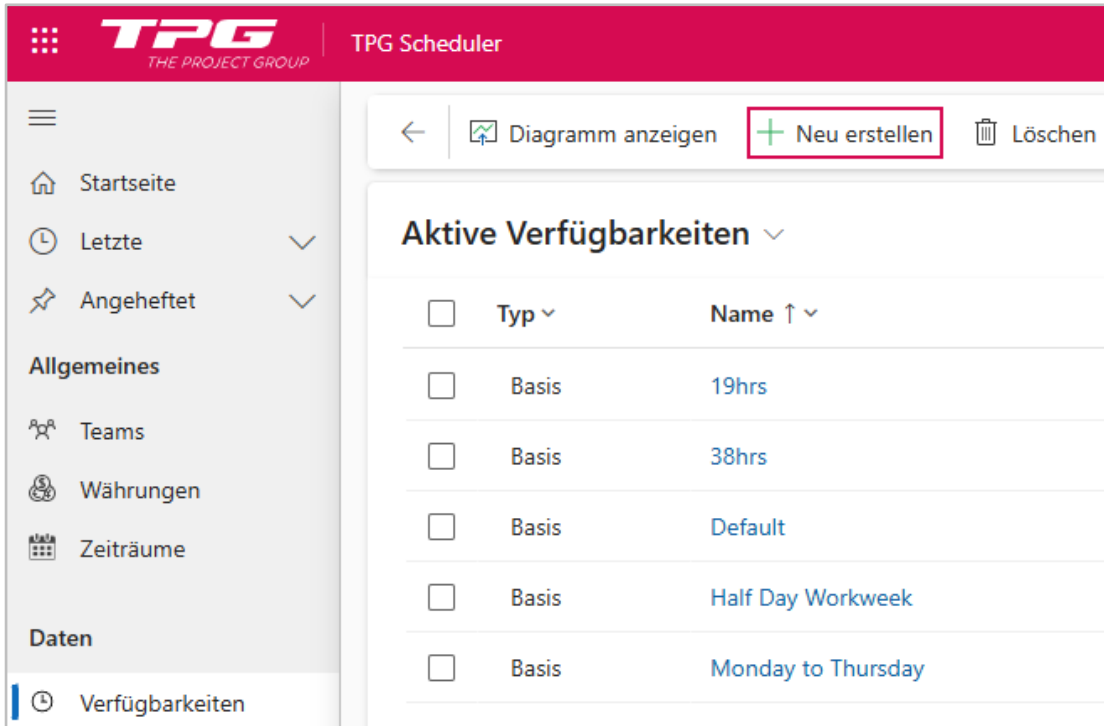 TPG
THE PROJECT GROUP
TPG Scheduler
Diagramm anzeigen
Neu erstellen
Löschen
Startseite
Letzte
Angeheftet
Allgemeines
Teams
Währungen
Zeiträume
Daten
Verfügbarkeiten
Aktive Verfügbarkeiten
Typ Name ↑
Basis 19hrs
Basis 38hrs
Basis Default
Basis Half Day Workweek
Basis Monday to Thursday